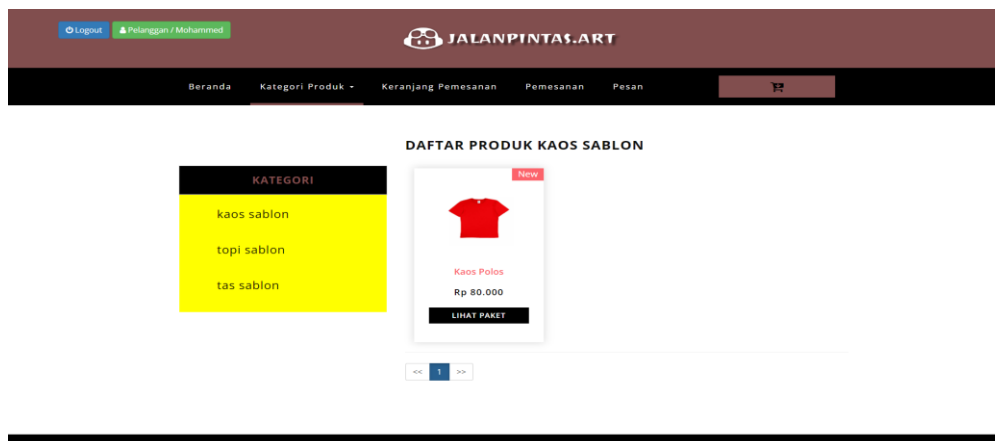 Logout
Pelanggan / Mohammed
JALANPINTAS.ART
Beranda
Kategori Produk
Keranjang Pemesanan
Pemesanan
Pesan
DAFTAR PRODUK KAOS SABLON
KATEGORI
kaos sablon
topi sablon
tas sablon
New
Kaos Polos
Rp 80.000
LIHAT PAKET
<< 1 >>